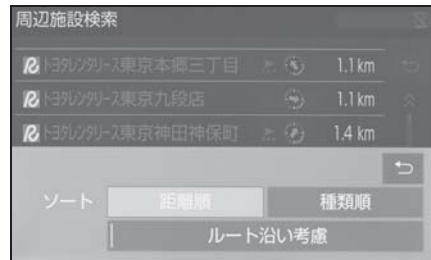 周辺施設検索
トヨタレンタリース東京本郷三丁目 1.1 km
トヨタレンタリース東京九段店 1.1 km
トヨタレンタリース東京神田神保町 1.4 km
ソート 距離順 種類順
ルート沿い考慮